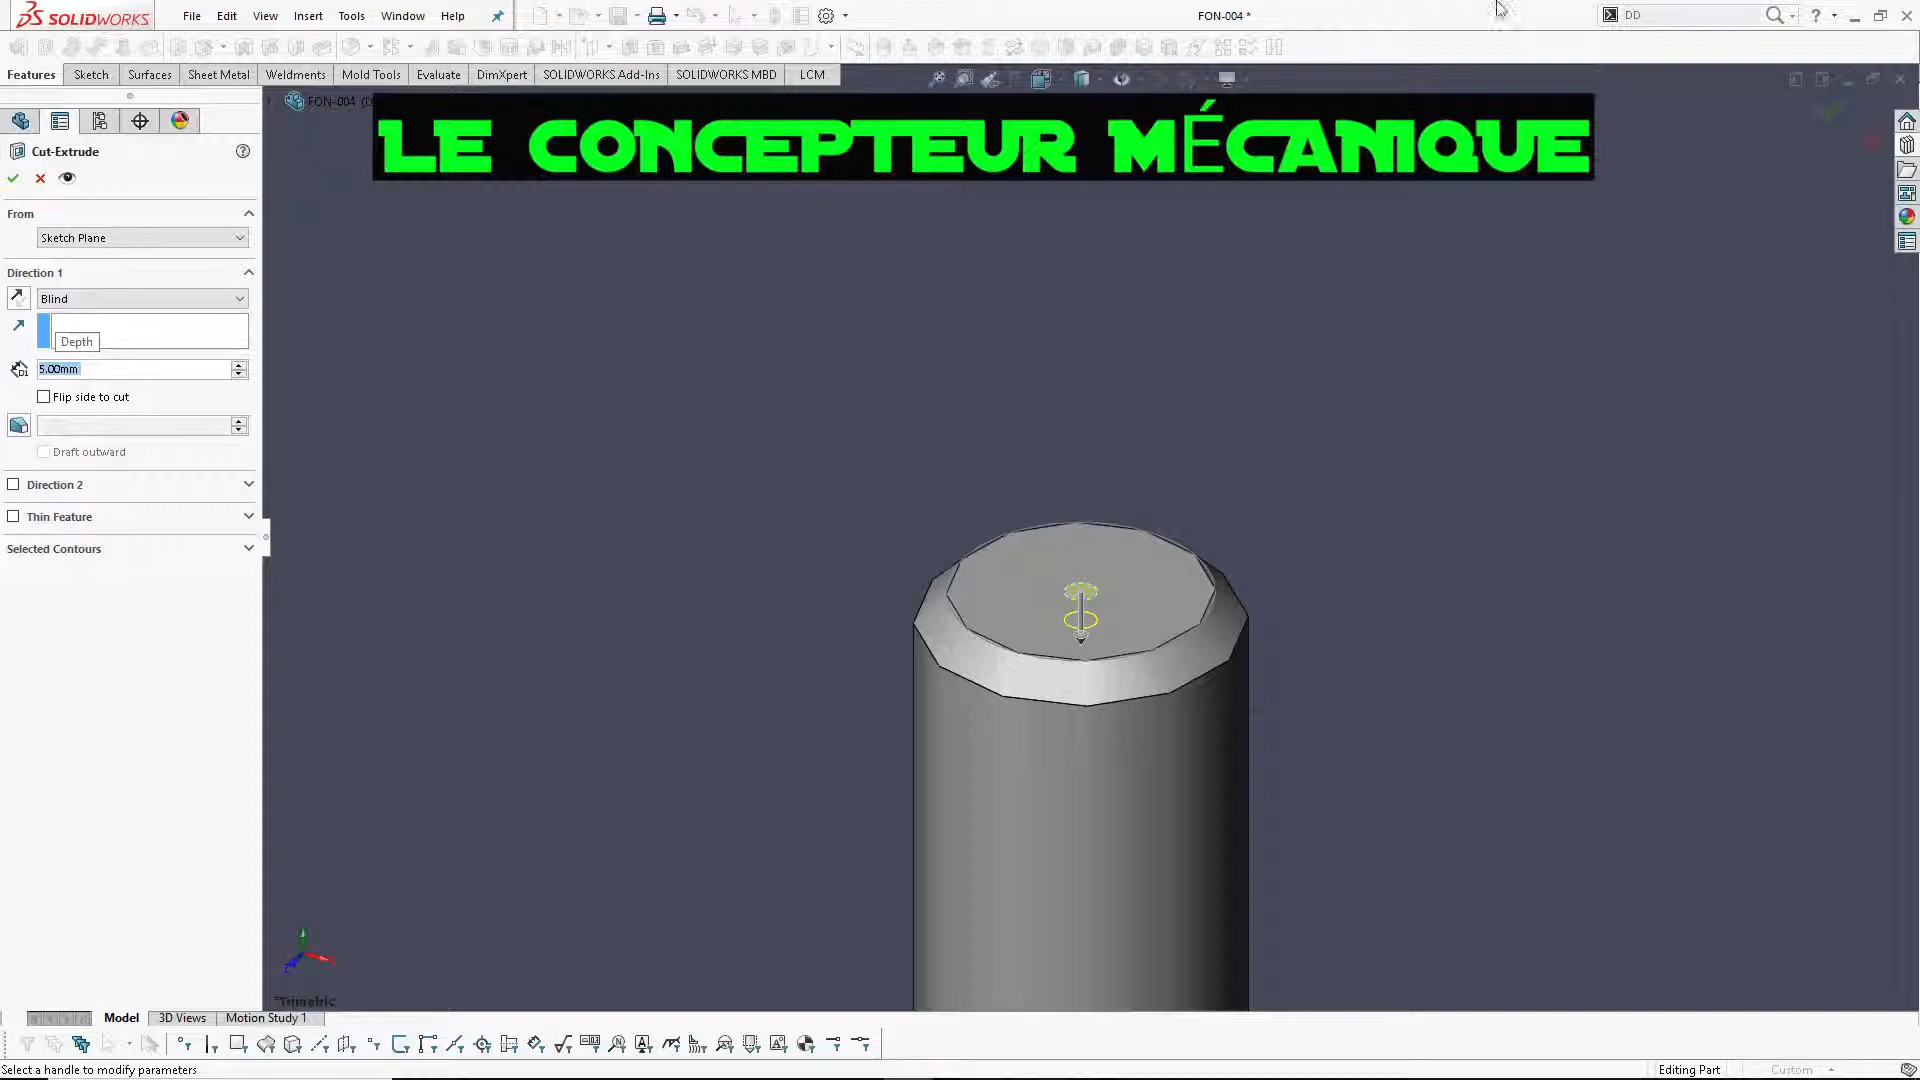 SOLIDWORKS File Edit View Insert Tools Window Help FON-004 * DD ?
Features Sketch Surfaces Sheet Metal Weldments Mold Tools Evaluate DimXpert SOLIDWORKS Add-Ins SOLIDWORKS MBD LCM
FON-004 (D
LE CONCEPTEUR MÉCANIQUE
Cut-Extrude ?
From
Sketch Plane
Direction 1
Blind
Depth
5.00mm
Flip side to cut
Draft outward
Direction 2
Thin Feature
Selected Contours
*Trimetric
Model 3D Views Motion Study 1
Select a handle to modify parameters Editing Part Custom